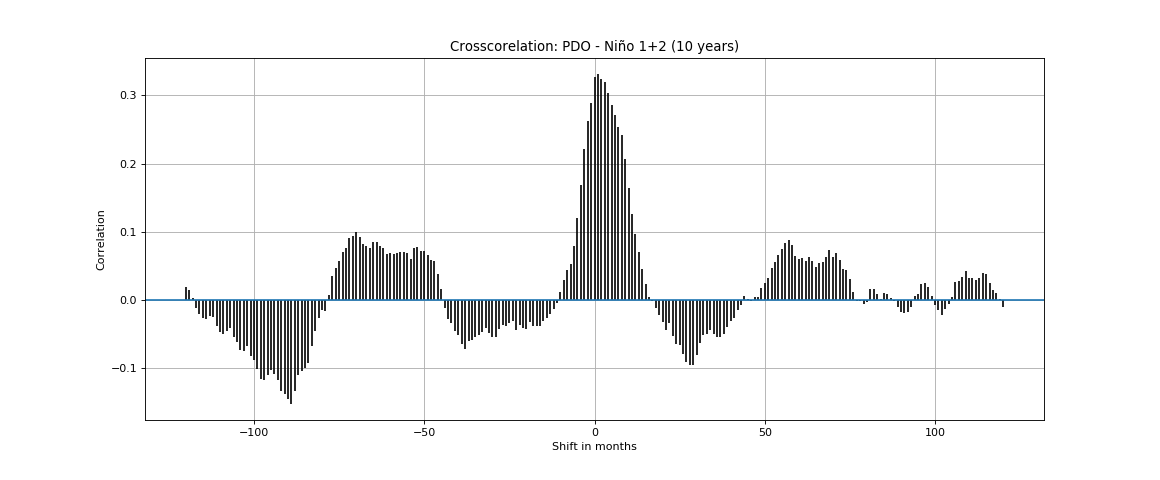 Crosscorelation: PDO - Niño 1+2 (10 years)
0.3
0.2
0.1
0.0
−0.1
Correlation
−100 −50 0 50 100
Shift in months